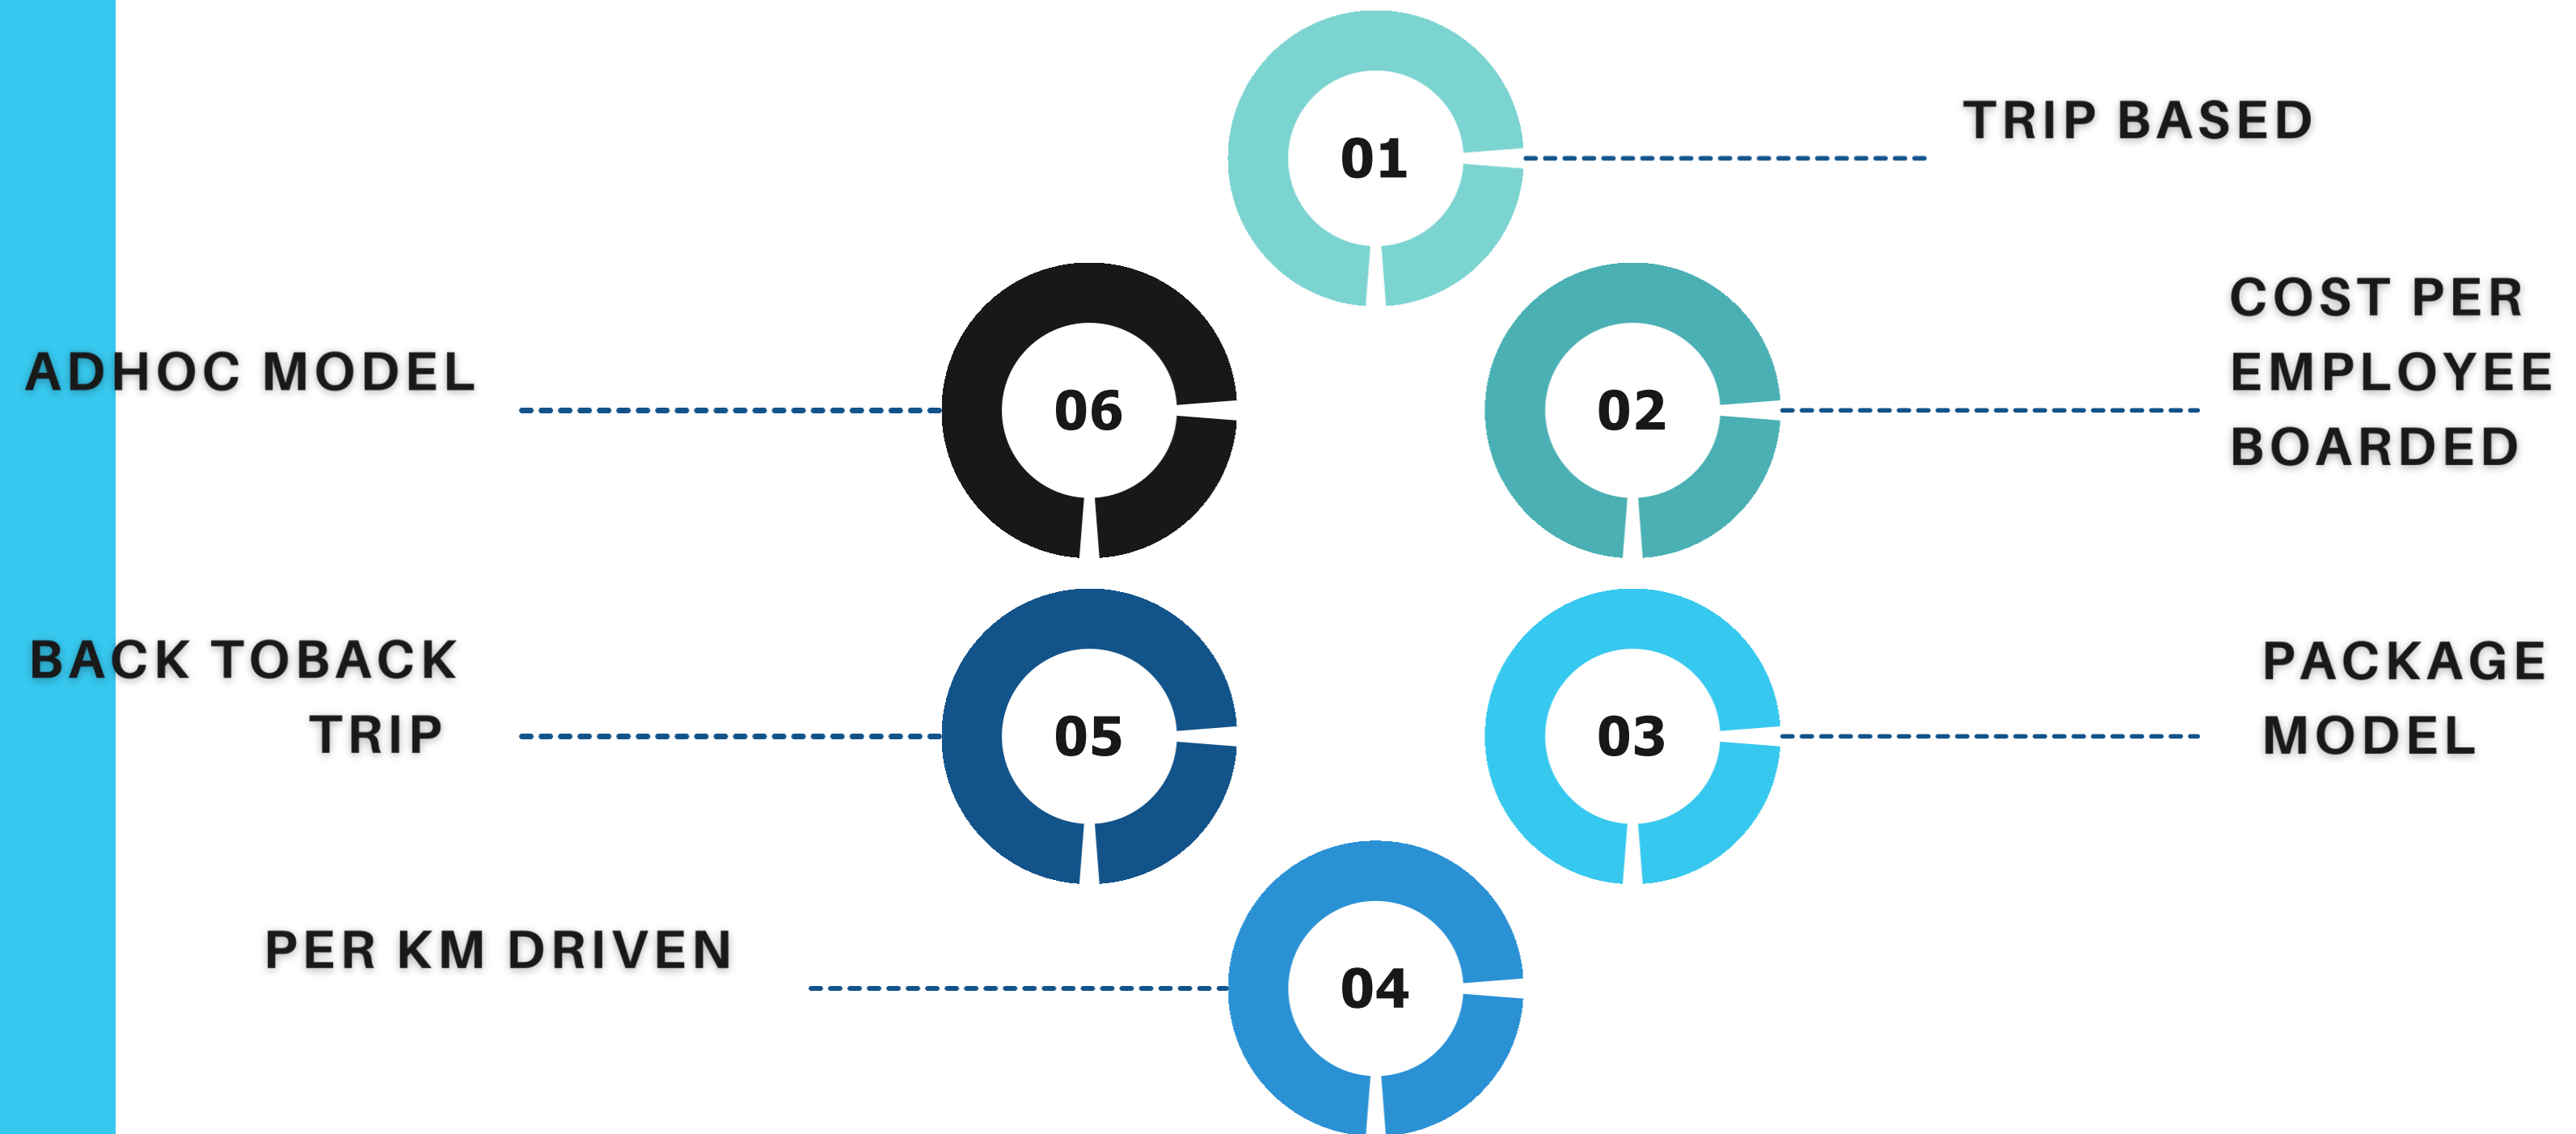 01
TRIP BASED
02
COST PER
EMPLOYEE
BOARDED
03
PACKAGE
MODEL
04
PER KM DRIVEN
05
BACK TOBACK
TRIP
06
ADHOC MODEL